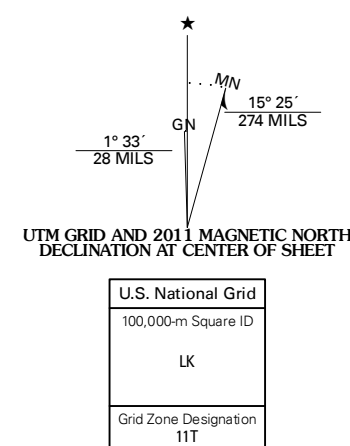 MN
GN
15° 25´
274 MILS
1° 33´
28 MILS
UTM GRID AND 2011 MAGNETIC NORTH
DECLINATION AT CENTER OF SHEET
U.S. National Grid
100,000-m Square ID
LK
Grid Zone Designation
11T